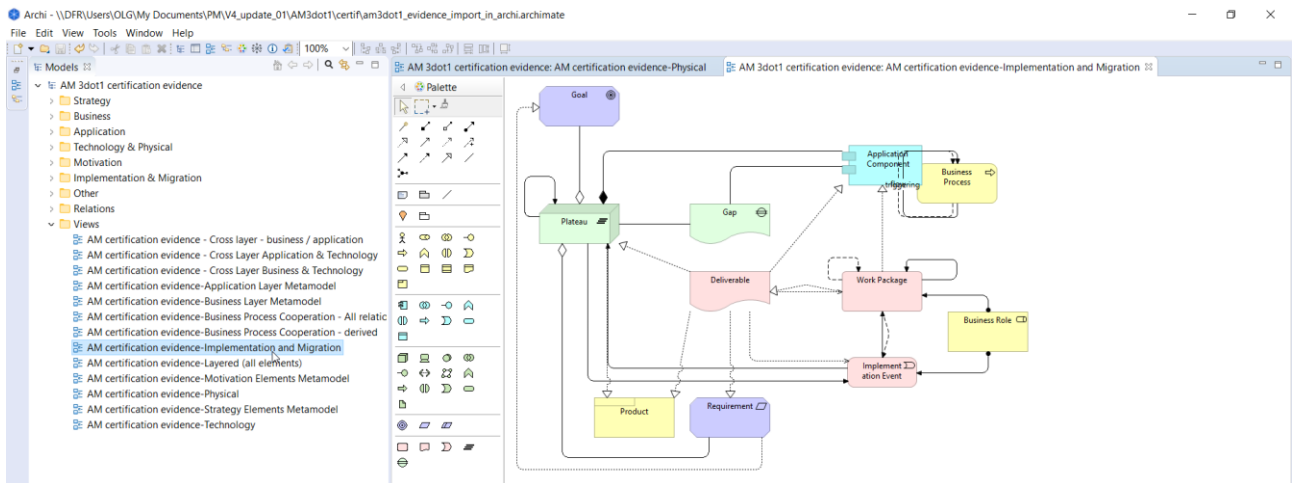 Archi - \\DFR\Users\OLG\My Documents\PM\V4_update_01\AM3dot1\certif\am3dot1_evidence_import_in_archi.archimate
File Edit View Tools Window Help
100%
Models
AM 3dot1 certification evidence: AM certification evidence-Physical
AM 3dot1 certification evidence: AM certification evidence-Implementation and Migration
AM 3dot1 certification evidence
Strategy
Business
Application
Technology & Physical
Motivation
Implementation & Migration
Other
Relations
Views
AM certification evidence - Cross layer - business / application
AM certification evidence - Cross Layer Application & Technology
AM certification evidence - Cross Layer Business & Technology
AM certification evidence-Application Layer Metamodel
AM certification evidence-Business Layer Metamodel
AM certification evidence-Business Process Cooperation - All relatic
AM certification evidence-Business Process Cooperation - derived
AM certification evidence-Implementation and Migration
AM certification evidence-Layered (all elements)
AM certification evidence-Motivation Elements Metamodel
AM certification evidence-Physical
AM certification evidence-Strategy Elements Metamodel
AM certification evidence-Technology
Palette
Goal
Application
Component
Business
Process
Plateau
Gap
Deliverable
Work Package
Business Role
Implement
ation Event
Product
Requirement